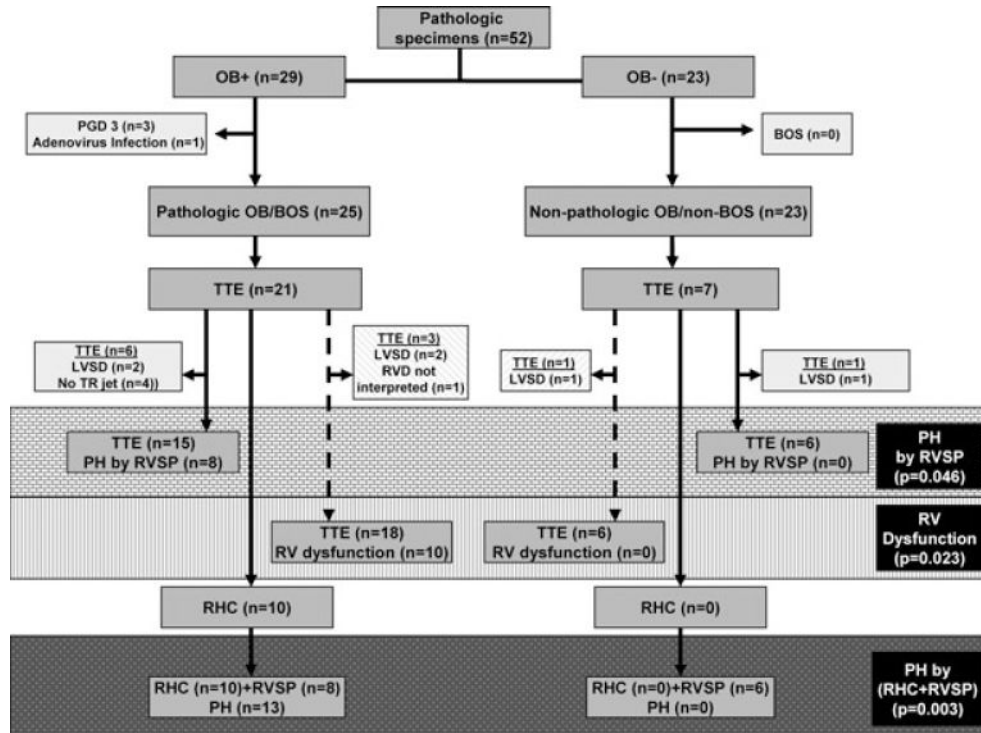 Pathologic
specimens (n=52)
OB+ (n=29)
OB- (n=23)
PGD 3 (n=3)
Adenovirus Infection (n=1)
BOS (n=0)
Pathologic OB/BOS (n=25)
Non-pathologic OB/non-BOS (n=23)
TTE (n=21)
TTE (n=7)
TTE (n=6)
LVSD (n=2)
No TR jet (n=4))
TTE (n=3)
LVSD (n=2)
RVD not
interpreted (n=1)
TTE (n=1)
LVSD (n=1)
TTE (n=1)
LVSD (n=1)
TTE (n=15)
PH by RVSP (n=8)
TTE (n=6)
PH by RVSP (n=0)
PH
by RVSP
(p=0.046)
TTE (n=18)
RV dysfunction (n=10)
TTE (n=6)
RV dysfunction (n=0)
RV
Dysfunction
(p=0.023)
RHC (n=10)
RHC (n=0)
RHC (n=10)+RVSP (n=8)
PH (n=13)
RHC (n=0)+RVSP (n=6)
PH (n=0)
PH by
(RHC+RVSP)
(p=0.003)